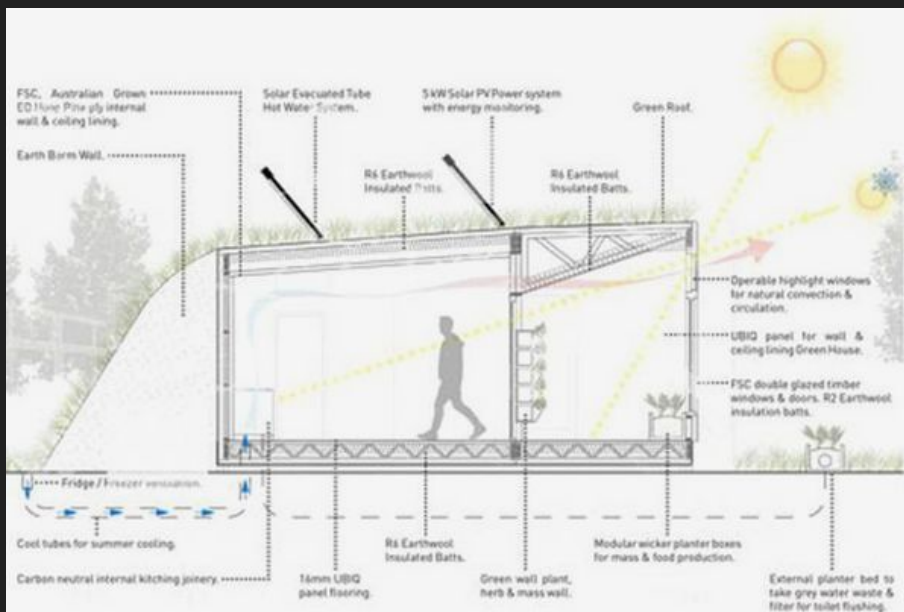 FSC, Australian Grown
Pine ply internal
wall & ceiling lining.
Solar Evacuated Tube
Hot Water System.
5 kW Solar PV Power system
with energy monitoring.
Green Roof.
Earth Borm Wall.
R6 Earthwool
Insulated Batts.
R6 Earthwool
Insulated Batts.
Operable highlight windows
for natural convection &
circulation.
UBIQ panel for wall &
ceiling lining Green House.
FSC double glazed timber
windows & doors. R2 Earthwool
insulation batts.
Fridge / Freezer ventilation.
Cool tubes for summer cooling.
R6 Earthwool
Insulated Batts.
Modular wicker planter boxes
for mass & food production.
Carbon neutral internal kitching joinery.
16mm UBIQ
panel flooring.
Green wall plant,
herb & mass wall.
External planter bed to
take grey water waste &
filter for toilet flushing.